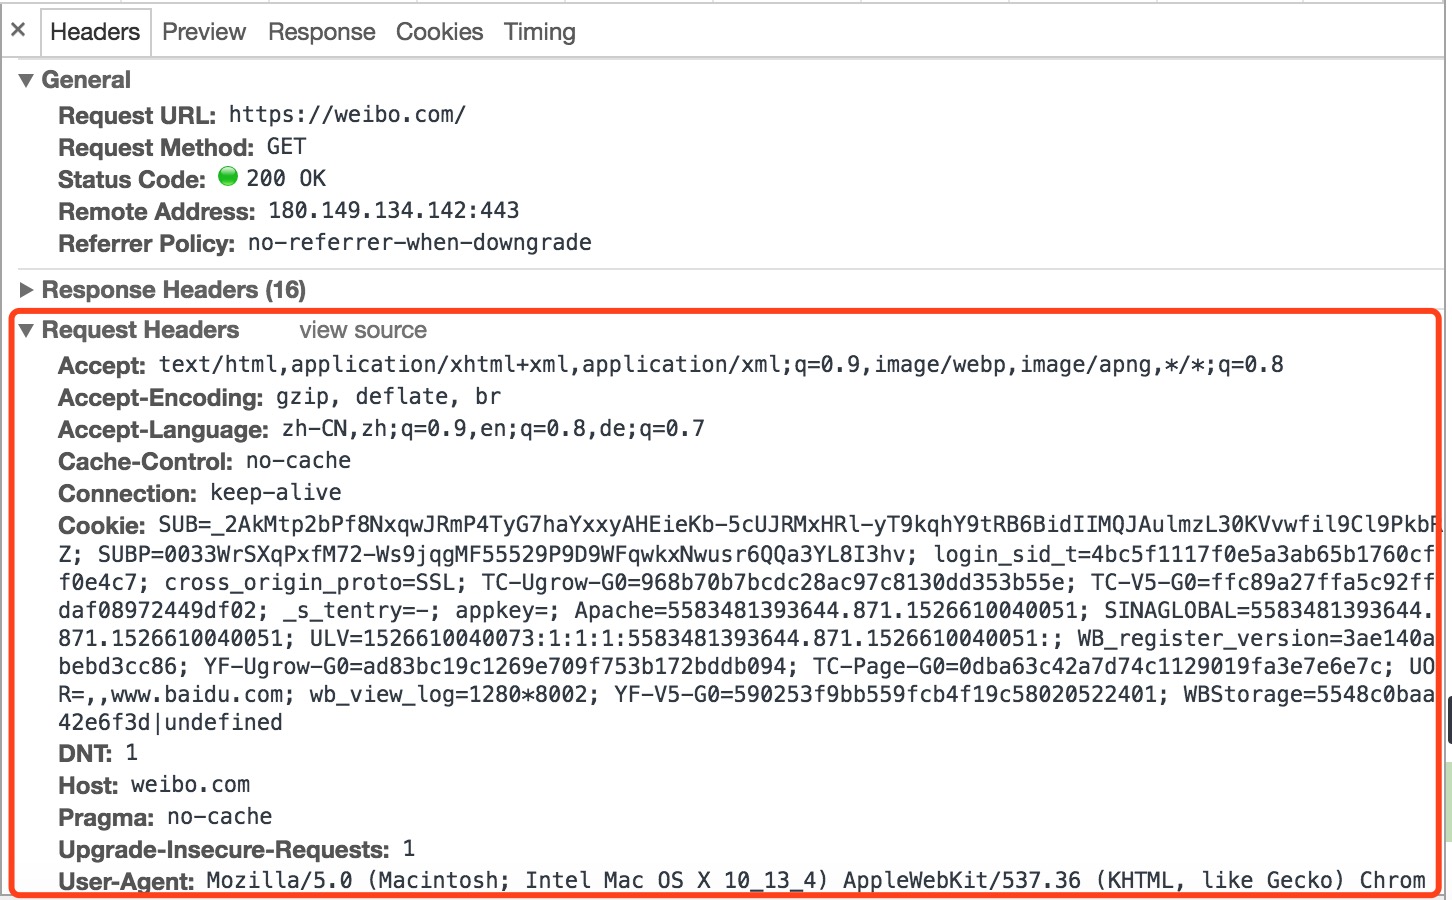 × Headers Preview Response Cookies Timing
▼ General
Request URL: https://weibo.com/
Request Method: GET
Status Code: 200 OK
Remote Address: 180.149.134.142:443
Referrer Policy: no-referrer-when-downgrade
▶ Response Headers (16)
▼ Request Headers view source
Accept: text/html,application/xhtml+xml,application/xml;q=0.9,image/webp,image/apng,*/*;q=0.8
Accept-Encoding: gzip, deflate, br
Accept-Language: zh-CN,zh;q=0.9,en;q=0.8,de;q=0.7
Cache-Control: no-cache
Connection: keep-alive
Cookie: SUB=_2AkMtp2bPf8NxqwJRmP4TyG7haYxxyAHEieKb-5cUJRMxHRl-yT9kqhY9tRB6BidIIMQJAulmzL30KVvwfil9Cl9PkbR
Z; SUBP=0033WrSXqPxfM72-Ws9jqgMF55529P9D9WFqwkxNwusr6QQa3YL8I3hv; login_sid_t=4bc5f1117f0e5a3ab65b1760cf
f0e4c7; cross_origin_proto=SSL; TC-Ugrow-G0=968b70b7bcdc28ac97c8130dd353b55e; TC-V5-G0=ffc89a27ffa5c92ff
daf08972449df02; _s_tentry=-; appkey=; Apache=5583481393644.871.1526610040051; SINAGLOBAL=5583481393644.
871.1526610040051; ULV=1526610040073:1:1:1:5583481393644.871.1526610040051:; WB_register_version=3ae140a
bebd3cc86; YF-Ugrow-G0=ad83bc19c1269e709f753b172bddb094; TC-Page-G0=0dba63c42a7d74c1129019fa3e7e6e7c; UO
R=,,www.baidu.com; wb_view_log=1280*8002; YF-V5-G0=590253f9bb559fcb4f19c58020522401; WBStorage=5548c0baa
42e6f3d|undefined
DNT: 1
Host: weibo.com
Pragma: no-cache
Upgrade-Insecure-Requests: 1
User-Agent: Mozilla/5.0 (Macintosh; Intel Mac OS X 10_13_4) AppleWebKit/537.36 (KHTML, like Gecko) Chrom